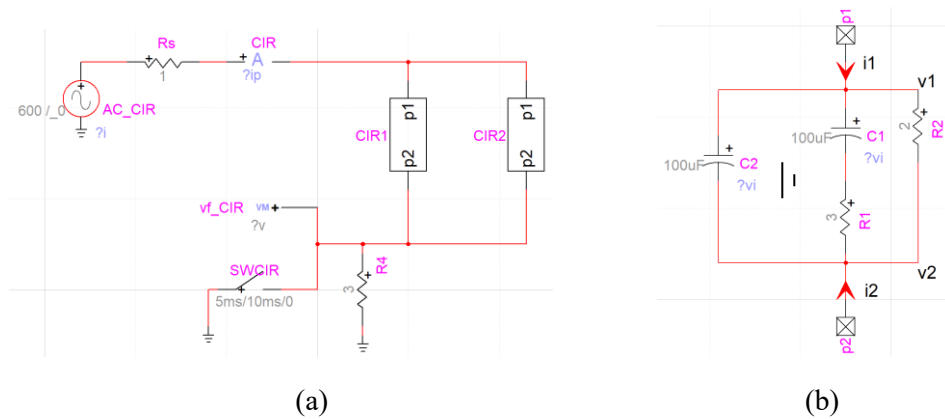 Rs
+
1
CIR
+
A
?ip
+
600 /_0
AC_CIR
?i
p1
CIR1
p2
p1
CIR2
p2
vf_CIR
VM+
?v
SWCIR
+
5ms/10ms/0
R4
+
3
(a)
p1
i1
v1
+
100uF
C2
?vi
+
100uF
C1
?vi
+
2
R2
I
+
3
R1
v2
i2
p2
(b)